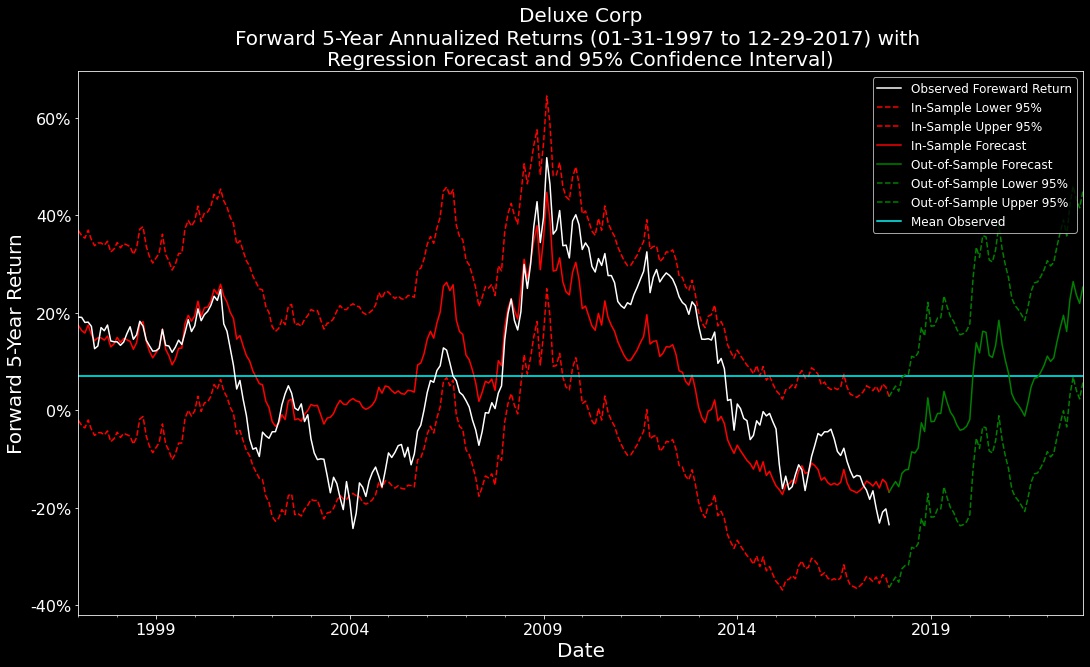 Deluxe Corp
Forward 5-Year Annualized Returns (01-31-1997 to 12-29-2017) with
Regression Forecast and 95% Confidence Interval)
Observed Foreward Return
In-Sample Lower 95%
In-Sample Upper 95%
In-Sample Forecast
Out-of-Sample Forecast
Out-of-Sample Lower 95%
Out-of-Sample Upper 95%
Mean Observed
Forward 5-Year Return
60%
40%
20%
0%
-20%
-40%
1999 2004 2009 2014 2019
Date